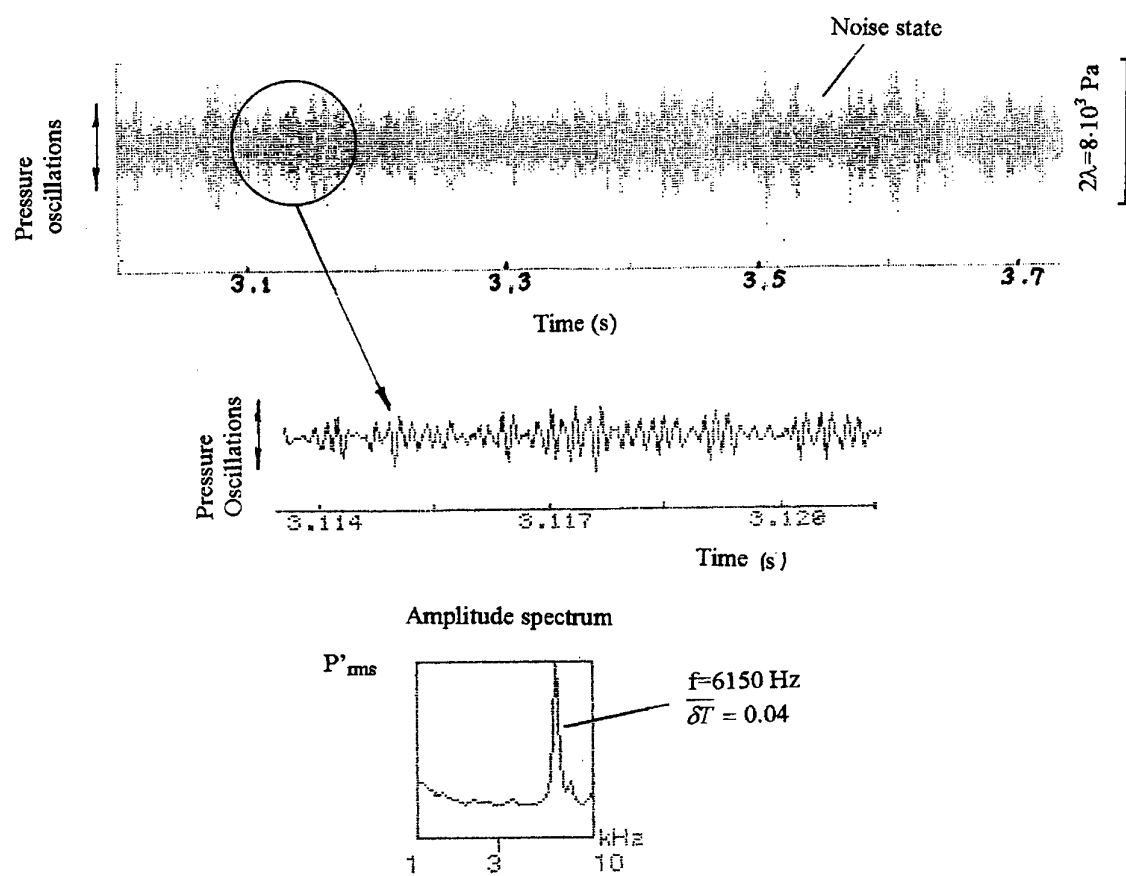 Noise state
Pressure
oscillations
2λ=8·10³ Pa
3.1 3.3 3.5 3.7
Time (s)
Pressure
Oscillations
3.114 3.117 3.120
Time (s)
Amplitude spectrum
P'rms
f=6150 Hz
δT = 0.04
kHz
1 3 10